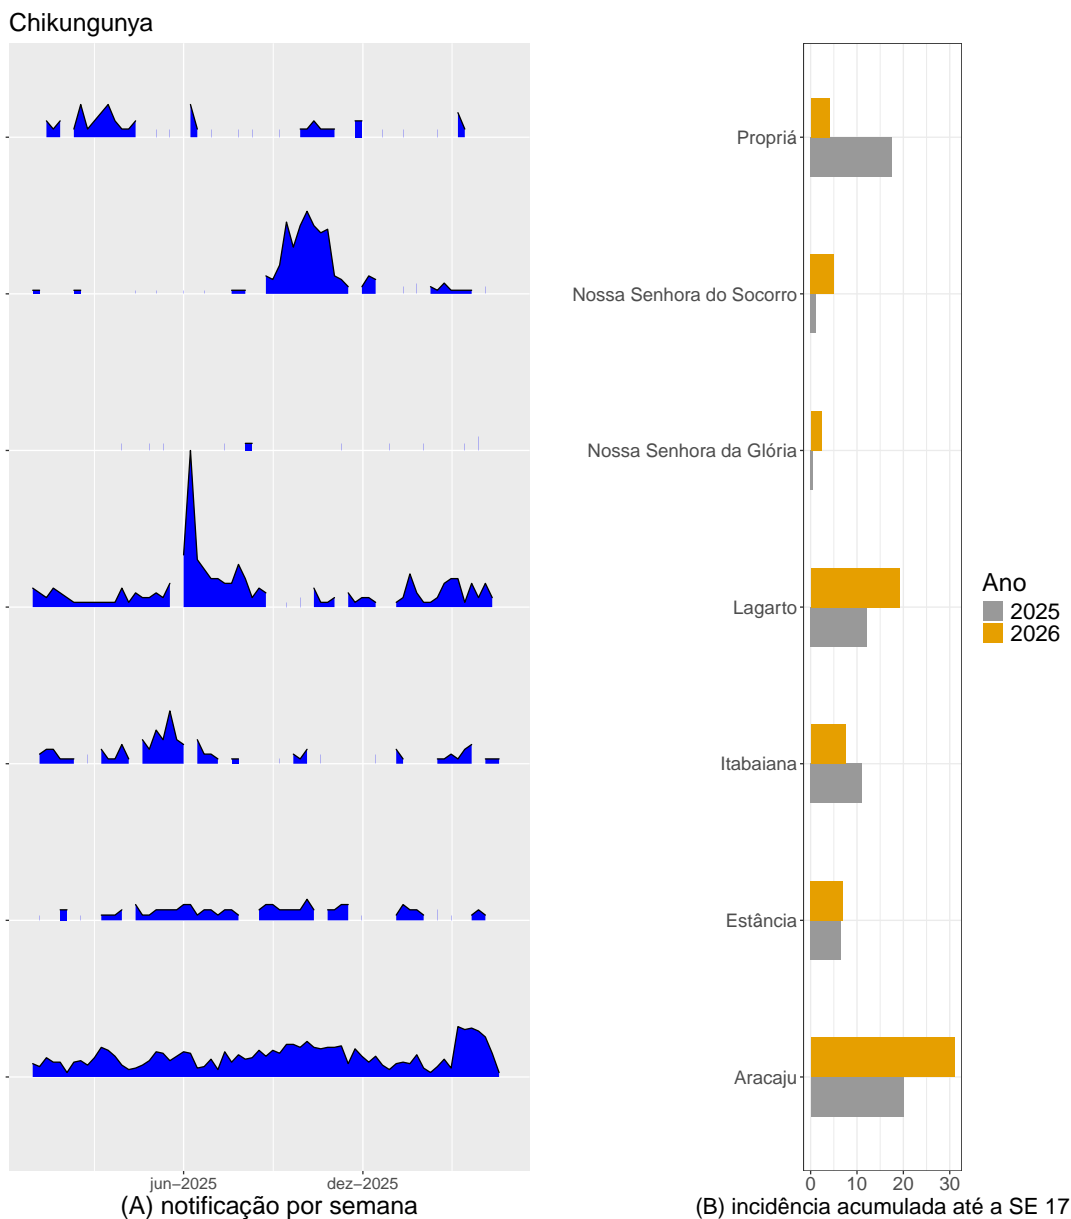 Chikungunya
Propriá
Nossa Senhora do Socorro
Nossa Senhora da Glória
Lagarto
Itabaiana
Estância
Aracaju
Ano
2025
2026
jun−2025 dez−2025
0 10 20 30
(A) notificação por semana
(B) incidência acumulada até a SE 17